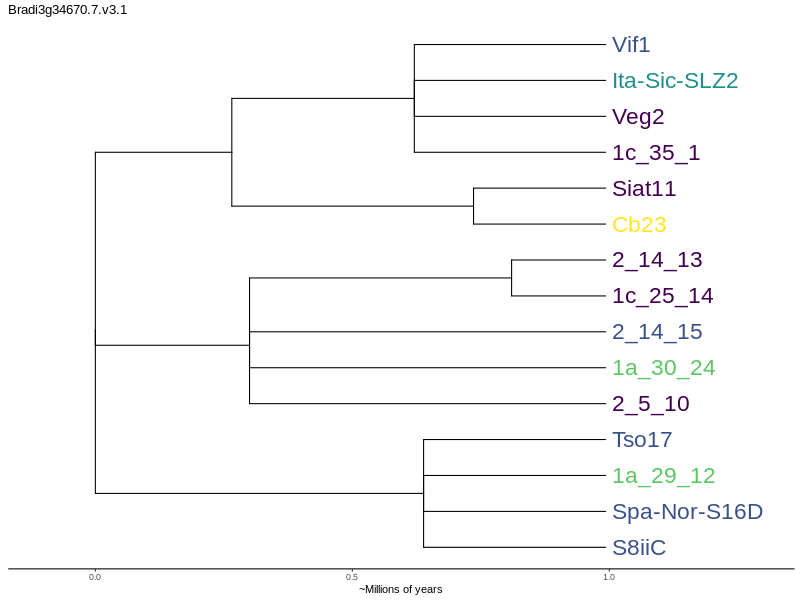 Bradi3g34670.7.v3.1
Vif1
Ita-Sic-SLZ2
Veg2
1c_35_1
Siat11
Cb23
2_14_13
1c_25_14
2_14_15
1a_30_24
2_5_10
Tso17
1a_29_12
Spa-Nor-S16D
S8iiC
0.0 0.5 1.0
~Millions of years